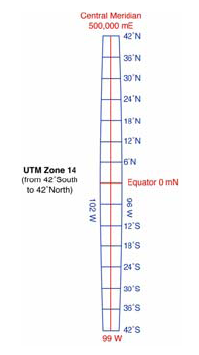 Central Meridian
500,000 mE
42°N
36°N
30°N
24°N
18°N
12°N
6°N
UTM Zone 14
(from 42°South
to 42°North)
Equator 0 mN
102 W
96 W
12°S
18°S
24°S
30°S
36°S
42°S
99 W